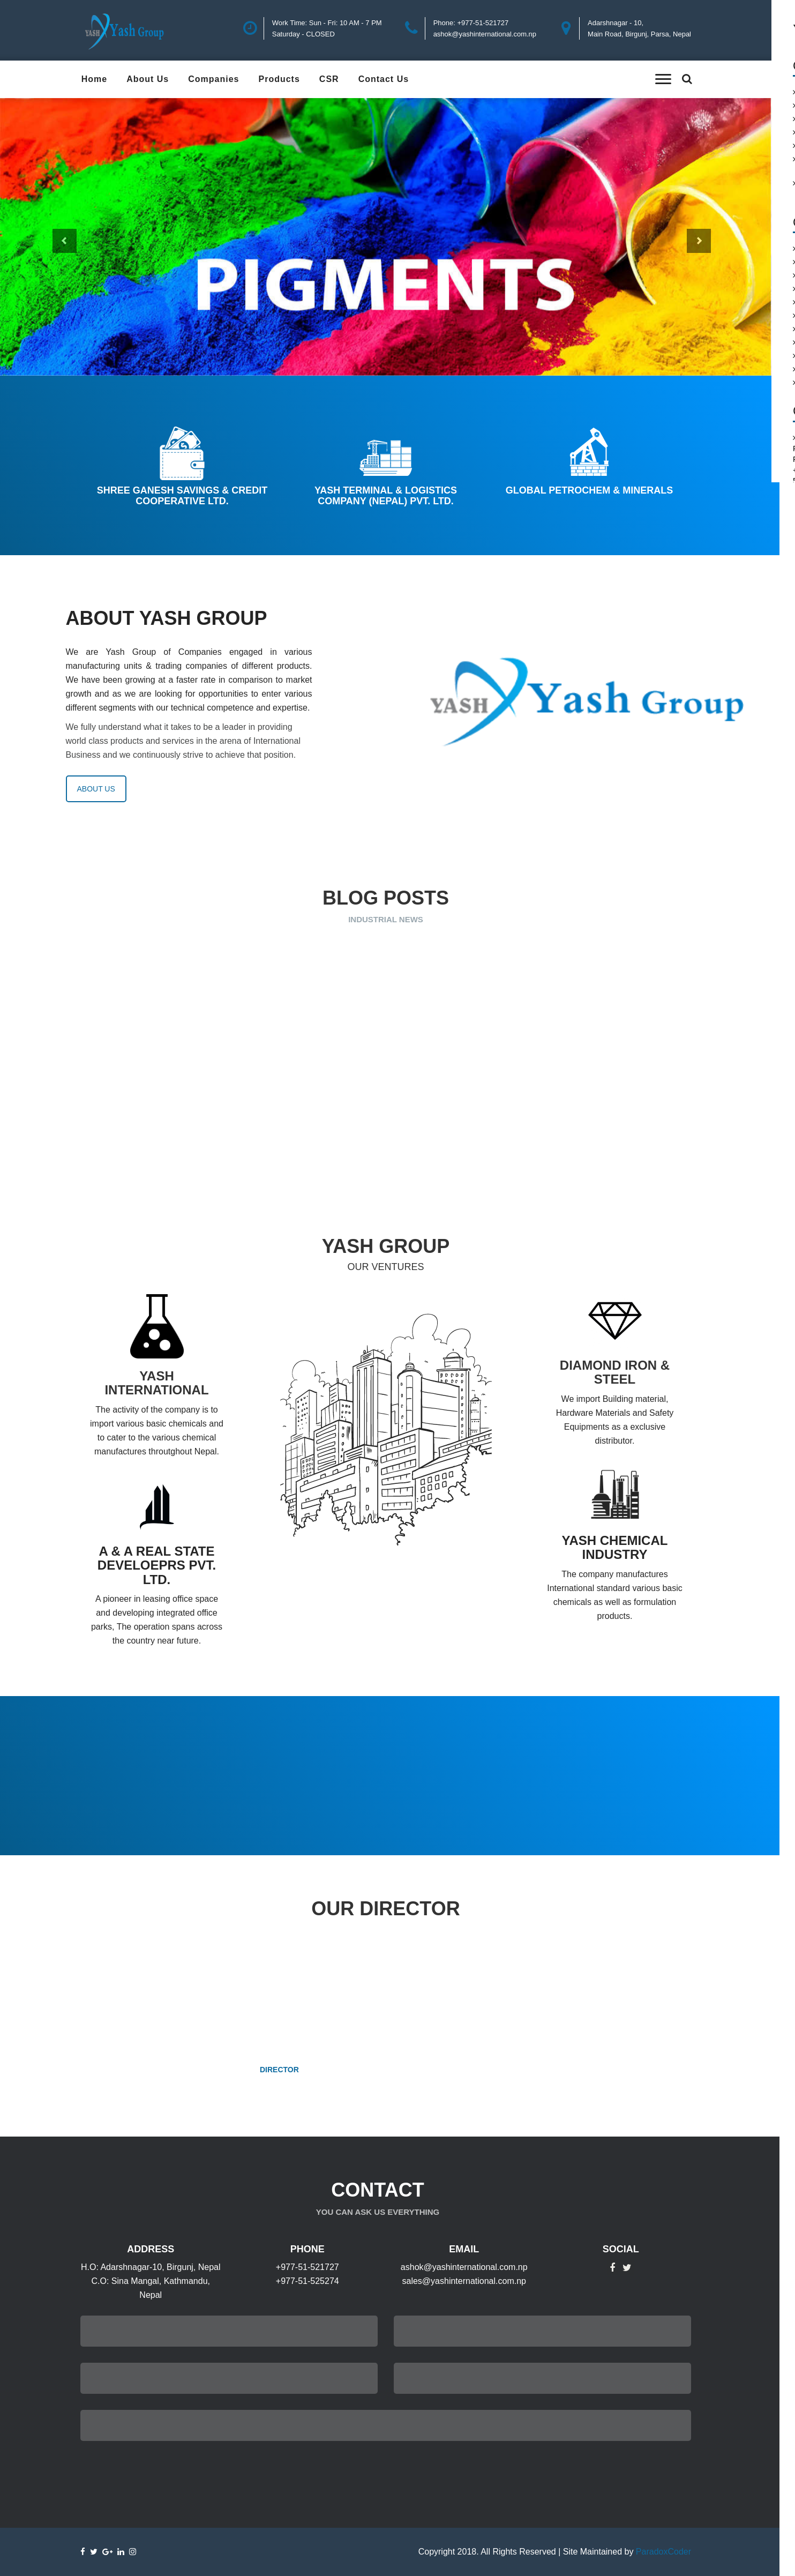 YASH Yash Group
Work Time: Sun - Fri: 10 AM - 7 PM
Saturday - CLOSED
Phone: +977-51-521727
ashok@yashinternational.com.np
Adarshnagar - 10,
Main Road, Birgunj, Parsa, Nepal
Home About Us Companies Products CSR Contact Us
PIGMENTS
SHREE GANESH SAVINGS & CREDIT
COOPERATIVE LTD.
YASH TERMINAL & LOGISTICS
COMPANY (NEPAL) PVT. LTD.
GLOBAL PETROCHEM & MINERALS
ABOUT YASH GROUP
We are Yash Group of Companies engaged in various
manufacturing units & trading companies of different products.
We have been growing at a faster rate in comparison to market
growth and as we are looking for opportunities to enter various
different segments with our technical competence and expertise.
We fully understand what it takes to be a leader in providing
world class products and services in the arena of International
Business and we continuously strive to achieve that position.
ABOUT US
YASH Yash Group
BLOG POSTS
INDUSTRIAL NEWS
YASH GROUP
OUR VENTURES
YASH
INTERNATIONAL
The activity of the company is to
import various basic chemicals and
to cater to the various chemical
manufactures throutghout Nepal.
A & A REAL STATE
DEVELOEPRS PVT.
LTD.
A pioneer in leasing office space
and developing integrated office
parks, The operation spans across
the country near future.
DIAMOND IRON &
STEEL
We import Building material,
Hardware Materials and Safety
Equipments as a exclusive
distributor.
YASH CHEMICAL
INDUSTRY
The company manufactures
International standard various basic
chemicals as well as formulation
products.
OUR DIRECTOR
DIRECTOR
CONTACT
YOU CAN ASK US EVERYTHING
ADDRESS
H.O: Adarshnagar-10, Birgunj, Nepal
C.O: Sina Mangal, Kathmandu,
Nepal
PHONE
+977-51-521727
+977-51-525274
EMAIL
ashok@yashinternational.com.np
sales@yashinternational.com.np
SOCIAL
Copyright 2018. All Rights Reserved | Site Maintained by ParadoxCoder